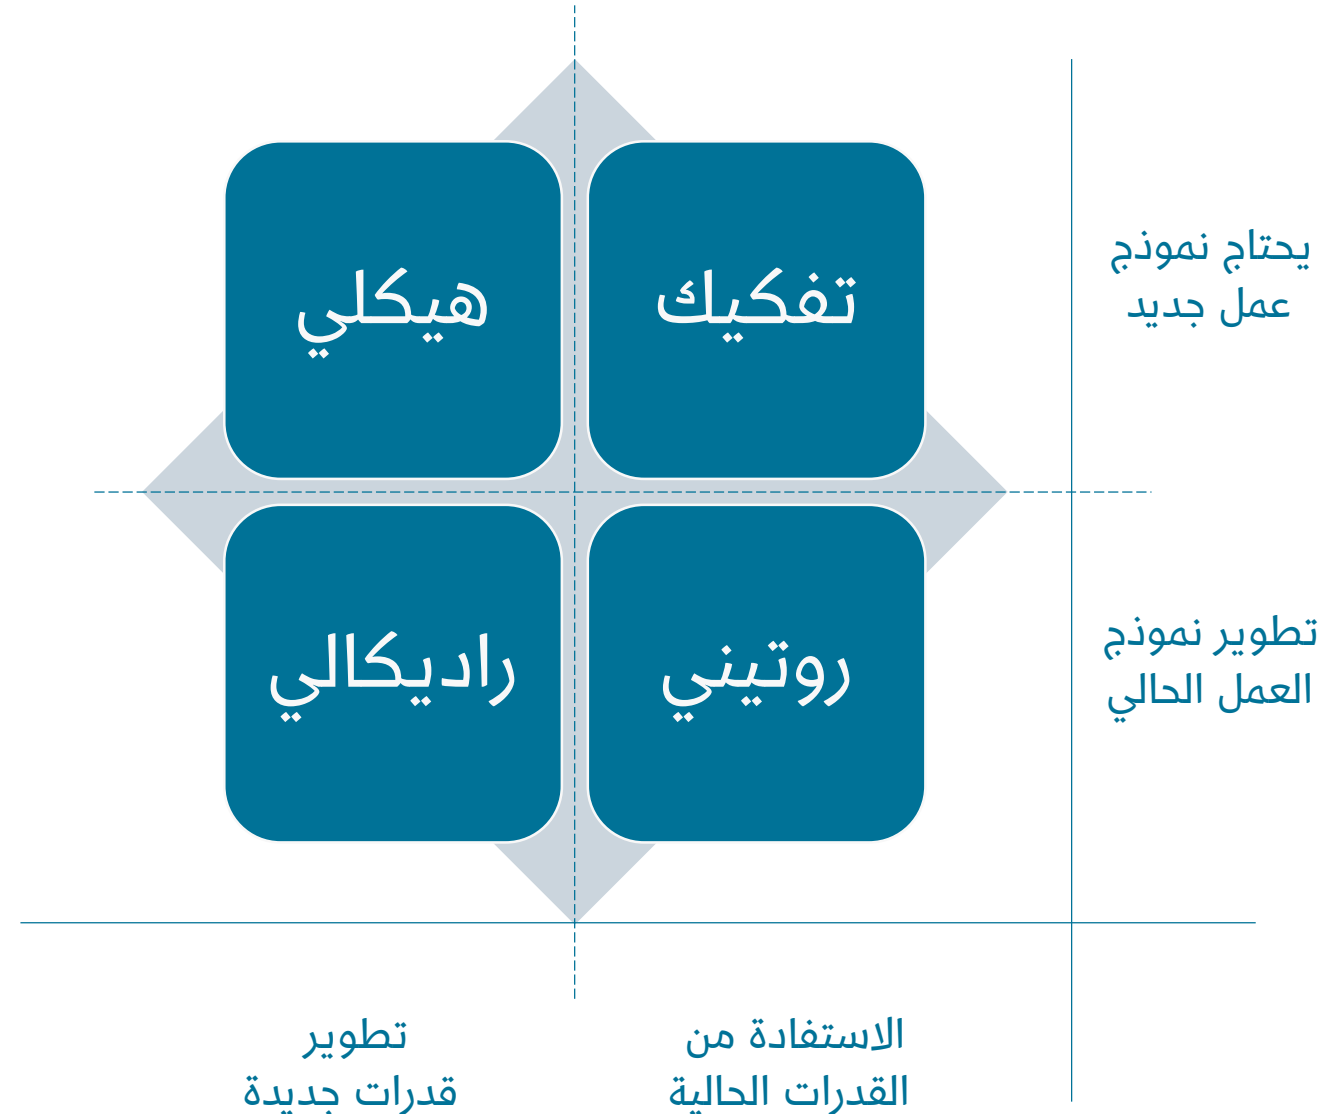 تفكيك
هيكلي
يحتاج نموذج
عمل جديد
روتيني
راديكالي
تطوير نموذج
العمل الحالي
الاستفادة من
القدرات الحالية
تطوير
قدرات جديدة